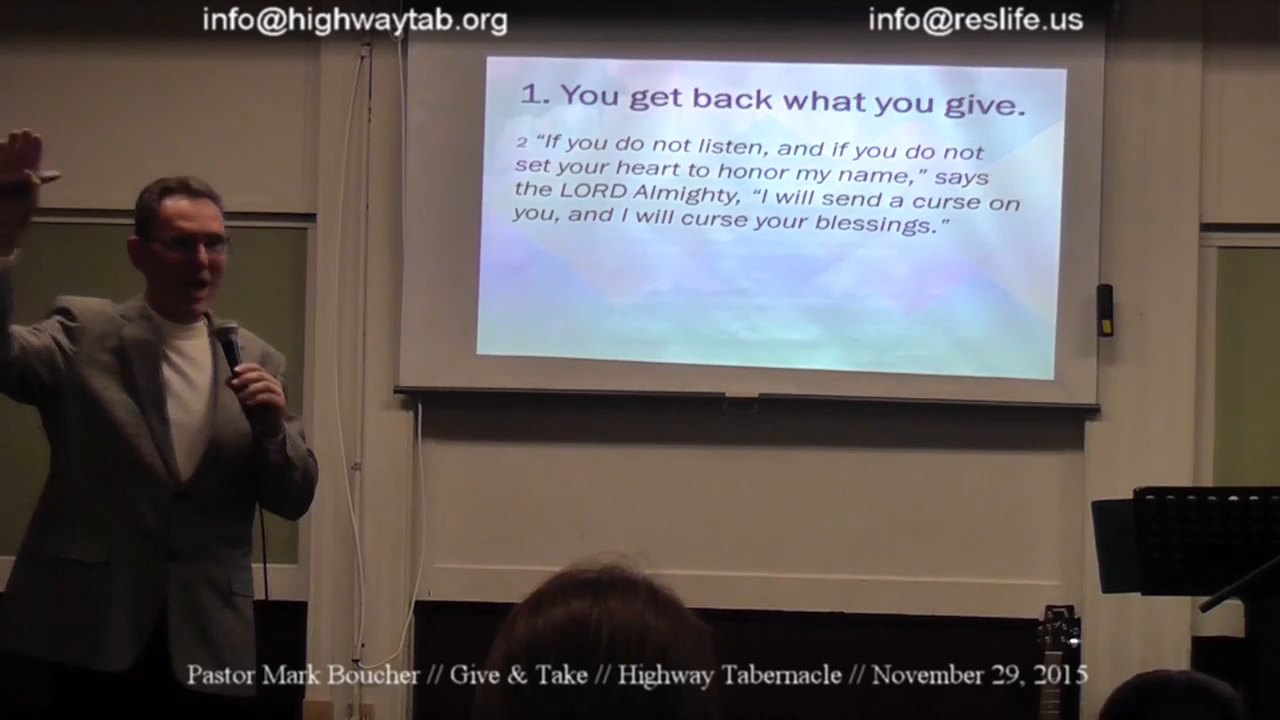 info@highwaytab.org info@reslife.us
1. You get back what you give.
2 “If you do not listen, and if you do not
set your heart to honor my name,” says
the LORD Almighty, “I will send a curse on
you, and I will curse your blessings.”
Pastor Mark Boucher // Give & Take // Highway Tabernacle // November 29, 2015